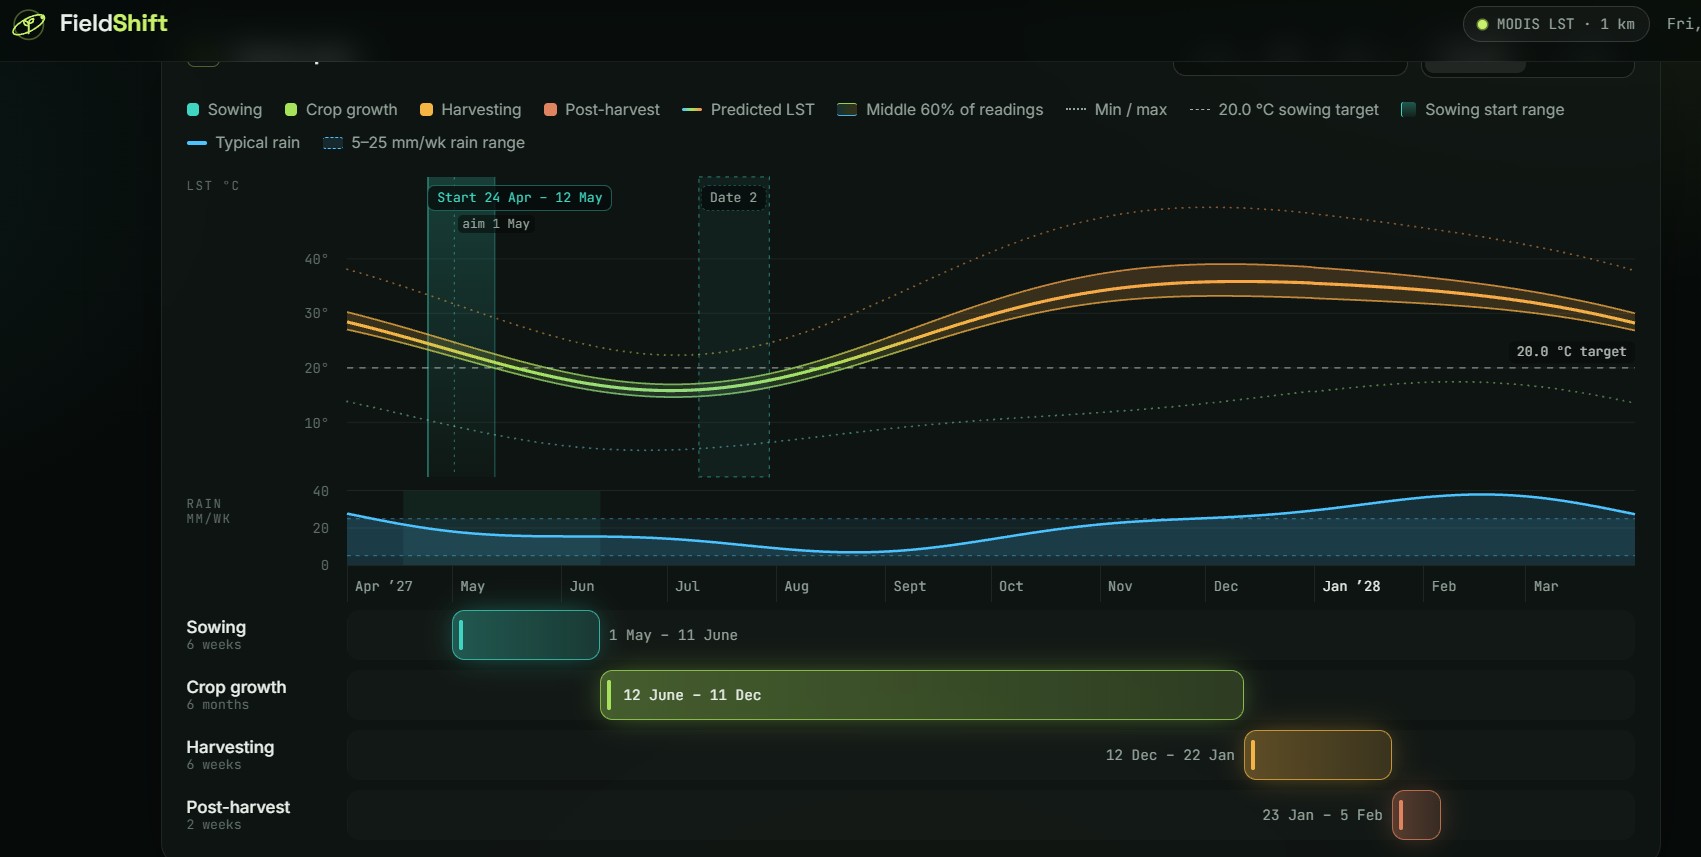 FieldShift
MODIS LST · 1 km
Fri,
Sowing
Crop growth
Harvesting
Post-harvest
Predicted LST
Middle 60% of readings
Min / max
20.0 °C sowing target
Sowing start range
Typical rain
5–25 mm/wk rain range
LST °C
Start 24 Apr – 12 May
Date 2
aim 1 May
40°
30°
20.0 °C target
20°
10°
40
RAIN
MM/WK
20
0
Apr ’27
May
Jun
Jul
Aug
Sept
Oct
Nov
Dec
Jan ’28
Feb
Mar
Sowing
6 weeks
1 May – 11 June
Crop growth
6 months
12 June – 11 Dec
Harvesting
6 weeks
12 Dec – 22 Jan
Post-harvest
2 weeks
23 Jan – 5 Feb